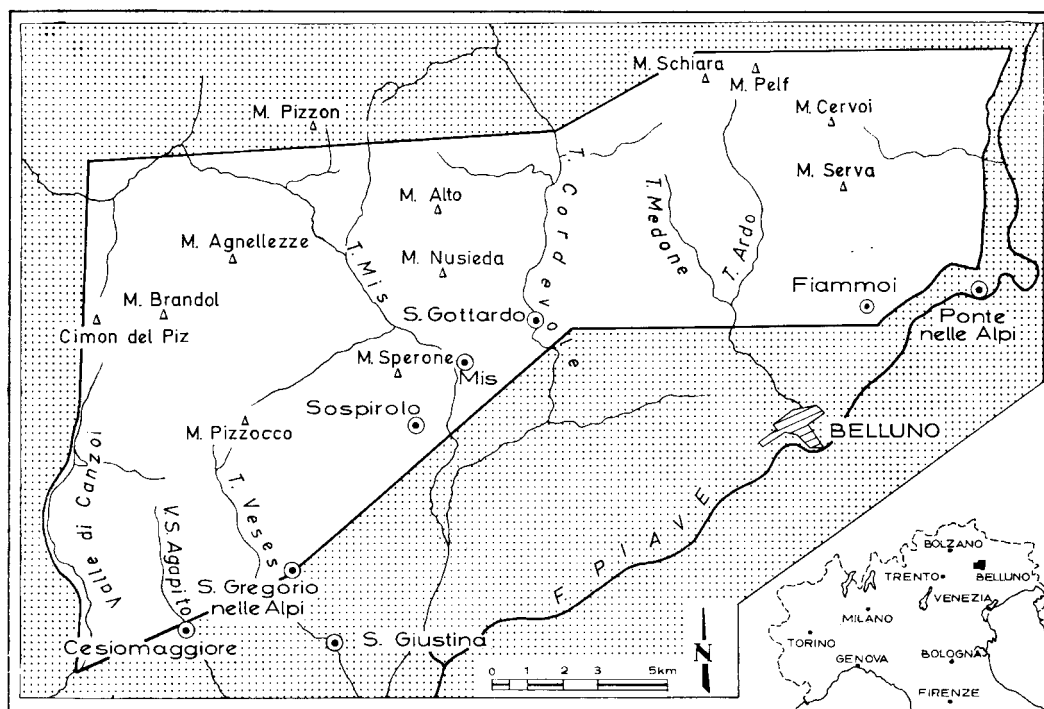 M. Schiara
M. Pelf
M. Pizzon
M. Cervoi
M. Serva
M. Alto
T. Cordevole
T. Medone
T. Ardo
M. Agnellezze
M. Nusieda
T. Mis
M. Brandol
Cimon del Piz
S. Gottardo
Fiammoi
Ponte
nelle Alpi
M. Sperone
Mis
Sospirolo
M. Pizzocco
BELLUNO
Valle di Canzoi
V. S. Agapito
T. Veses
F. PIAVE
S. Gregorio
nelle Alpi
Cesiomaggiore
S. Giustina
N
0 1 2 3 5km
BOLZANO
TRENTO
BELLUNO
VENEZIA
MILANO
TORINO
GENOVA
BOLOGNA
FIRENZE